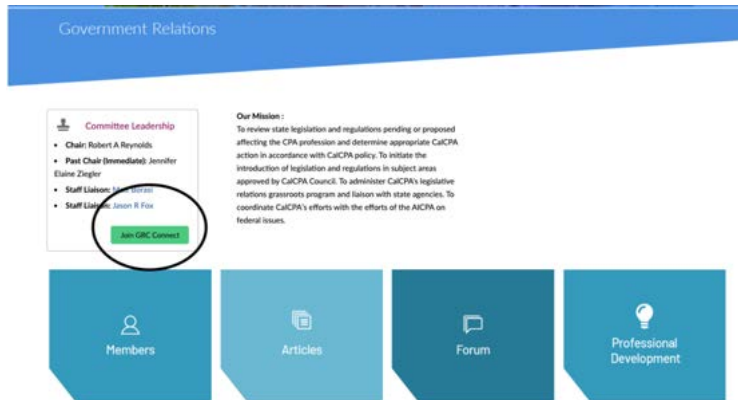 Government Relations
Committee Leadership
Chair: Robert A Reynolds
Past Chair (Immediate): Jennifer
Elaine Ziegler
Staff Liaison:
Staff Liaison: Jason R Fox
Join GRC Connect
Our Mission :
To review state legislation and regulations pending or proposed
affecting the CPA profession and determine appropriate CalCPA
action in accordance with CalCPA policy. To initiate the
introduction of legislation and regulations in subject areas
approved by CalCPA Council. To administer CalCPA's legislative
relations grassroots program and liaison with state agencies. To
coordinate CalCPA's efforts with the efforts of the AICPA on
federal issues.
Members
Articles
Forum
Professional
Development